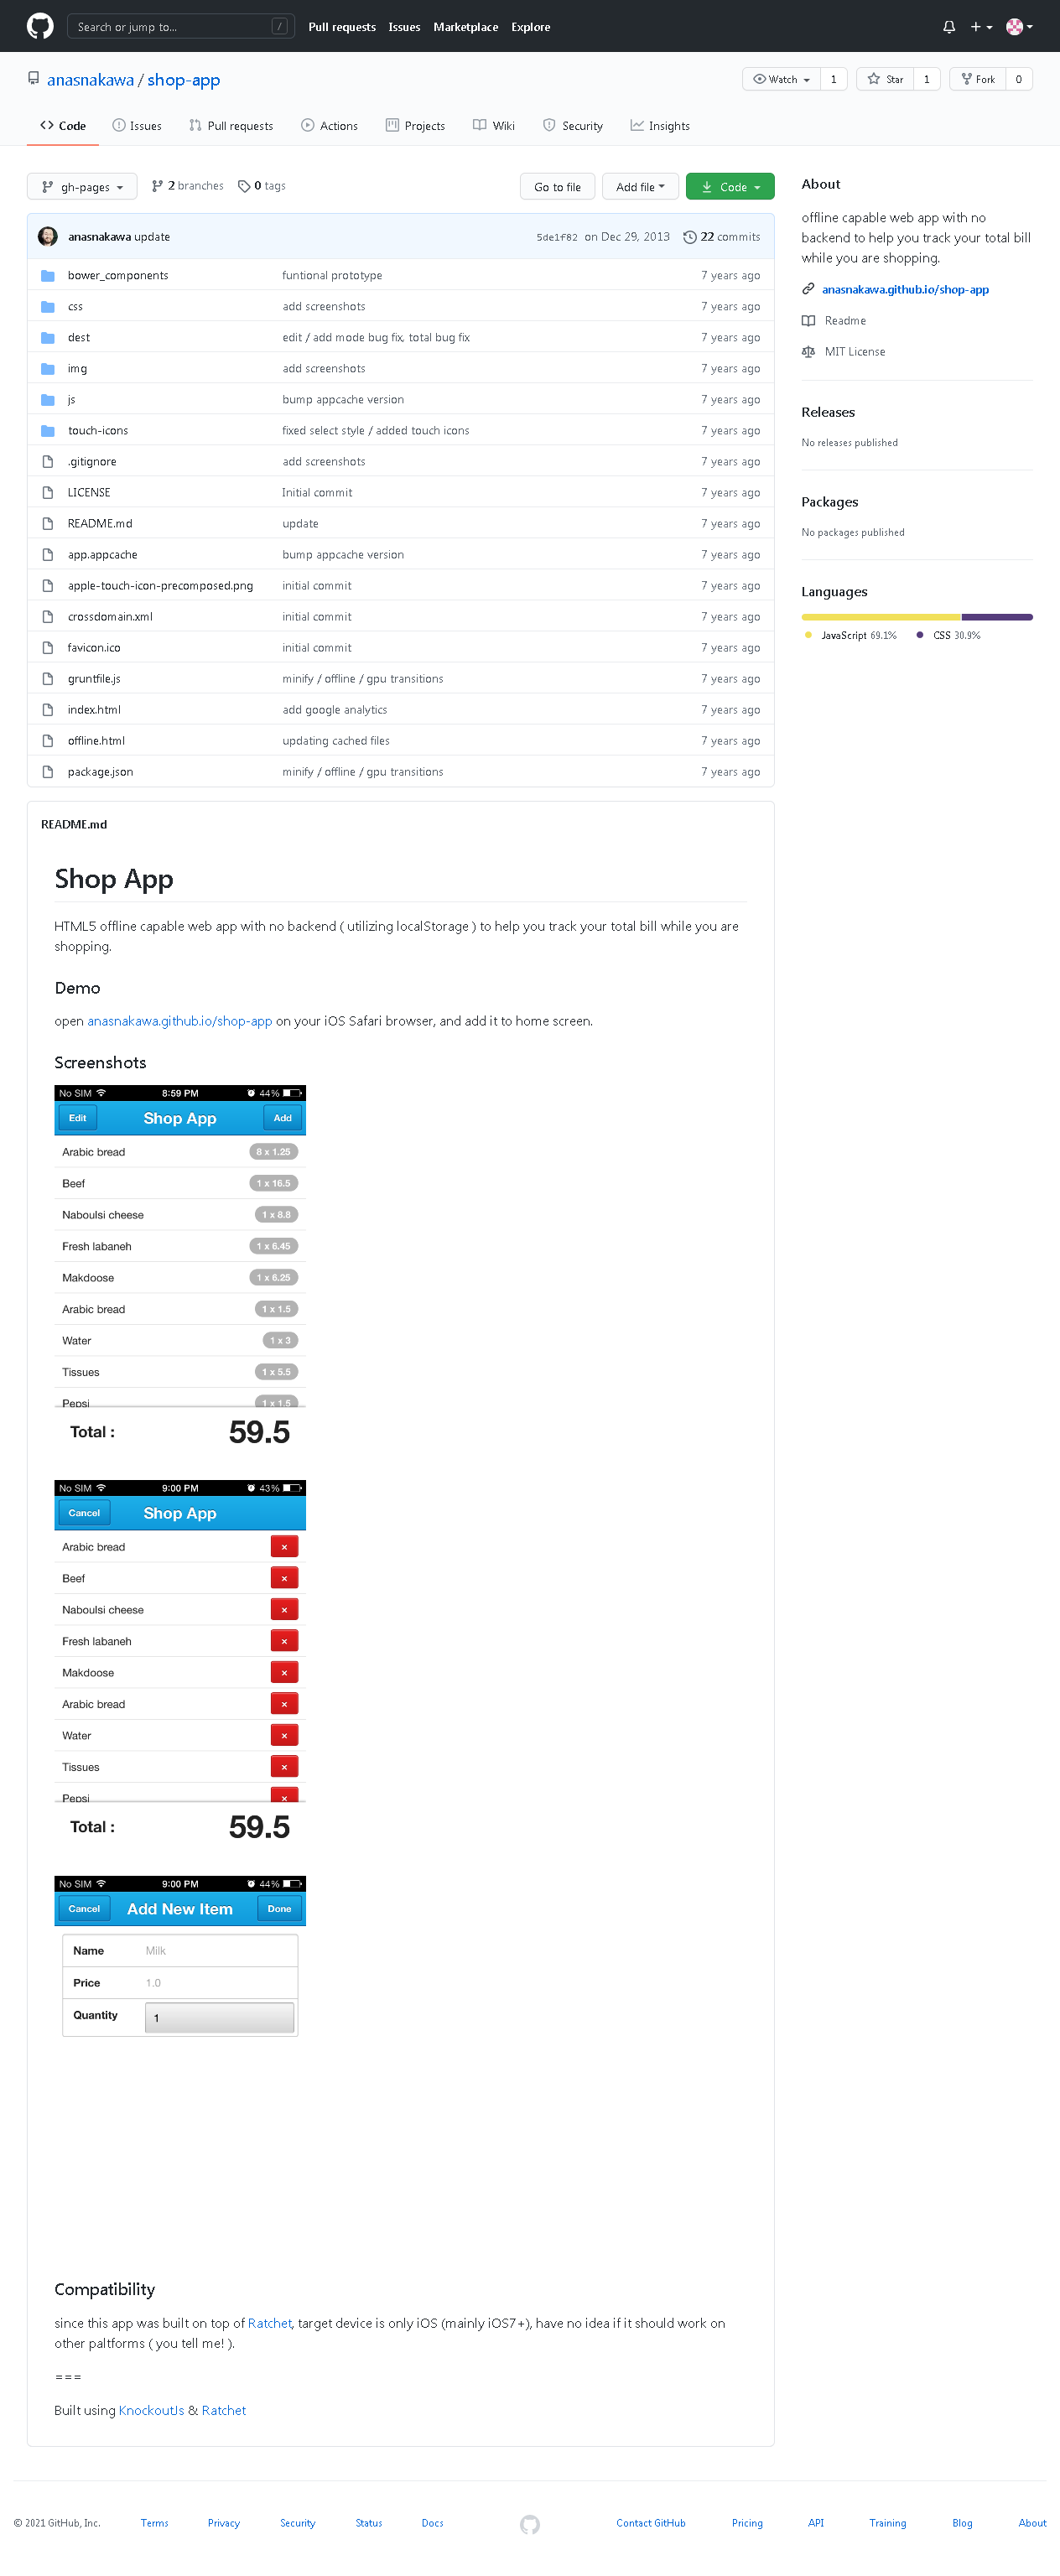 Search or jump to... / Pull requests Issues Marketplace Explore
anasnakawa / shop-app Watch 1 Star 1 Fork 0
Code Issues Pull requests Actions Projects Wiki Security Insights
gh-pages 2 branches 0 tags Go to file Add file Code
anasnakawa update 5de1f82 on Dec 29, 2013 22 commits
bower_components funtional prototype 7 years ago
css add screenshots 7 years ago
dest edit / add mode bug fix, total bug fix 7 years ago
img add screenshots 7 years ago
js bump appcache version 7 years ago
touch-icons fixed select style / added touch icons 7 years ago
.gitignore add screenshots 7 years ago
LICENSE Initial commit 7 years ago
README.md update 7 years ago
app.appcache bump appcache version 7 years ago
apple-touch-icon-precomposed.png initial commit 7 years ago
crossdomain.xml initial commit 7 years ago
favicon.ico initial commit 7 years ago
gruntfile.js minify / offline / gpu transitions 7 years ago
index.html add google analytics 7 years ago
offline.html updating cached files 7 years ago
package.json minify / offline / gpu transitions 7 years ago
About
offline capable web app with no
backend to help you track your total bill
while you are shopping.
anasnakawa.github.io/shop-app
Readme
MIT License
Releases
No releases published
Packages
No packages published
Languages
JavaScript 69.1% CSS 30.9%
README.md
Shop App
HTML5 offline capable web app with no backend ( utilizing localStorage ) to help you track your total bill while you are
shopping.
Demo
open anasnakawa.github.io/shop-app on your iOS Safari browser, and add it to home screen.
Screenshots
No SIM 8:59 PM 44%
Edit Shop App Add
Arabic bread 8 x 1.25
Beef 1 x 16.5
Naboulsi cheese 1 x 8.8
Fresh labaneh 1 x 6.45
Makdoose 1 x 6.25
Arabic bread 1 x 1.5
Water 1 x 3
Tissues 1 x 5.5
Pepsi 1 x 1.5
Total : 59.5
No SIM 9:00 PM 43%
Cancel Shop App
Arabic bread ×
Beef ×
Naboulsi cheese ×
Fresh labaneh ×
Makdoose ×
Arabic bread ×
Water ×
Tissues ×
Pepsi ×
Total : 59.5
No SIM 9:00 PM 44%
Cancel Add New Item Done
Name Milk
Price 1.0
Quantity 1
Compatibility
since this app was built on top of Ratchet, target device is only iOS (mainly iOS7+), have no idea if it should work on
other paltforms ( you tell me! ).
===
Built using KnockoutJs & Ratchet
© 2021 GitHub, Inc. Terms Privacy Security Status Docs Contact GitHub Pricing API Training Blog About